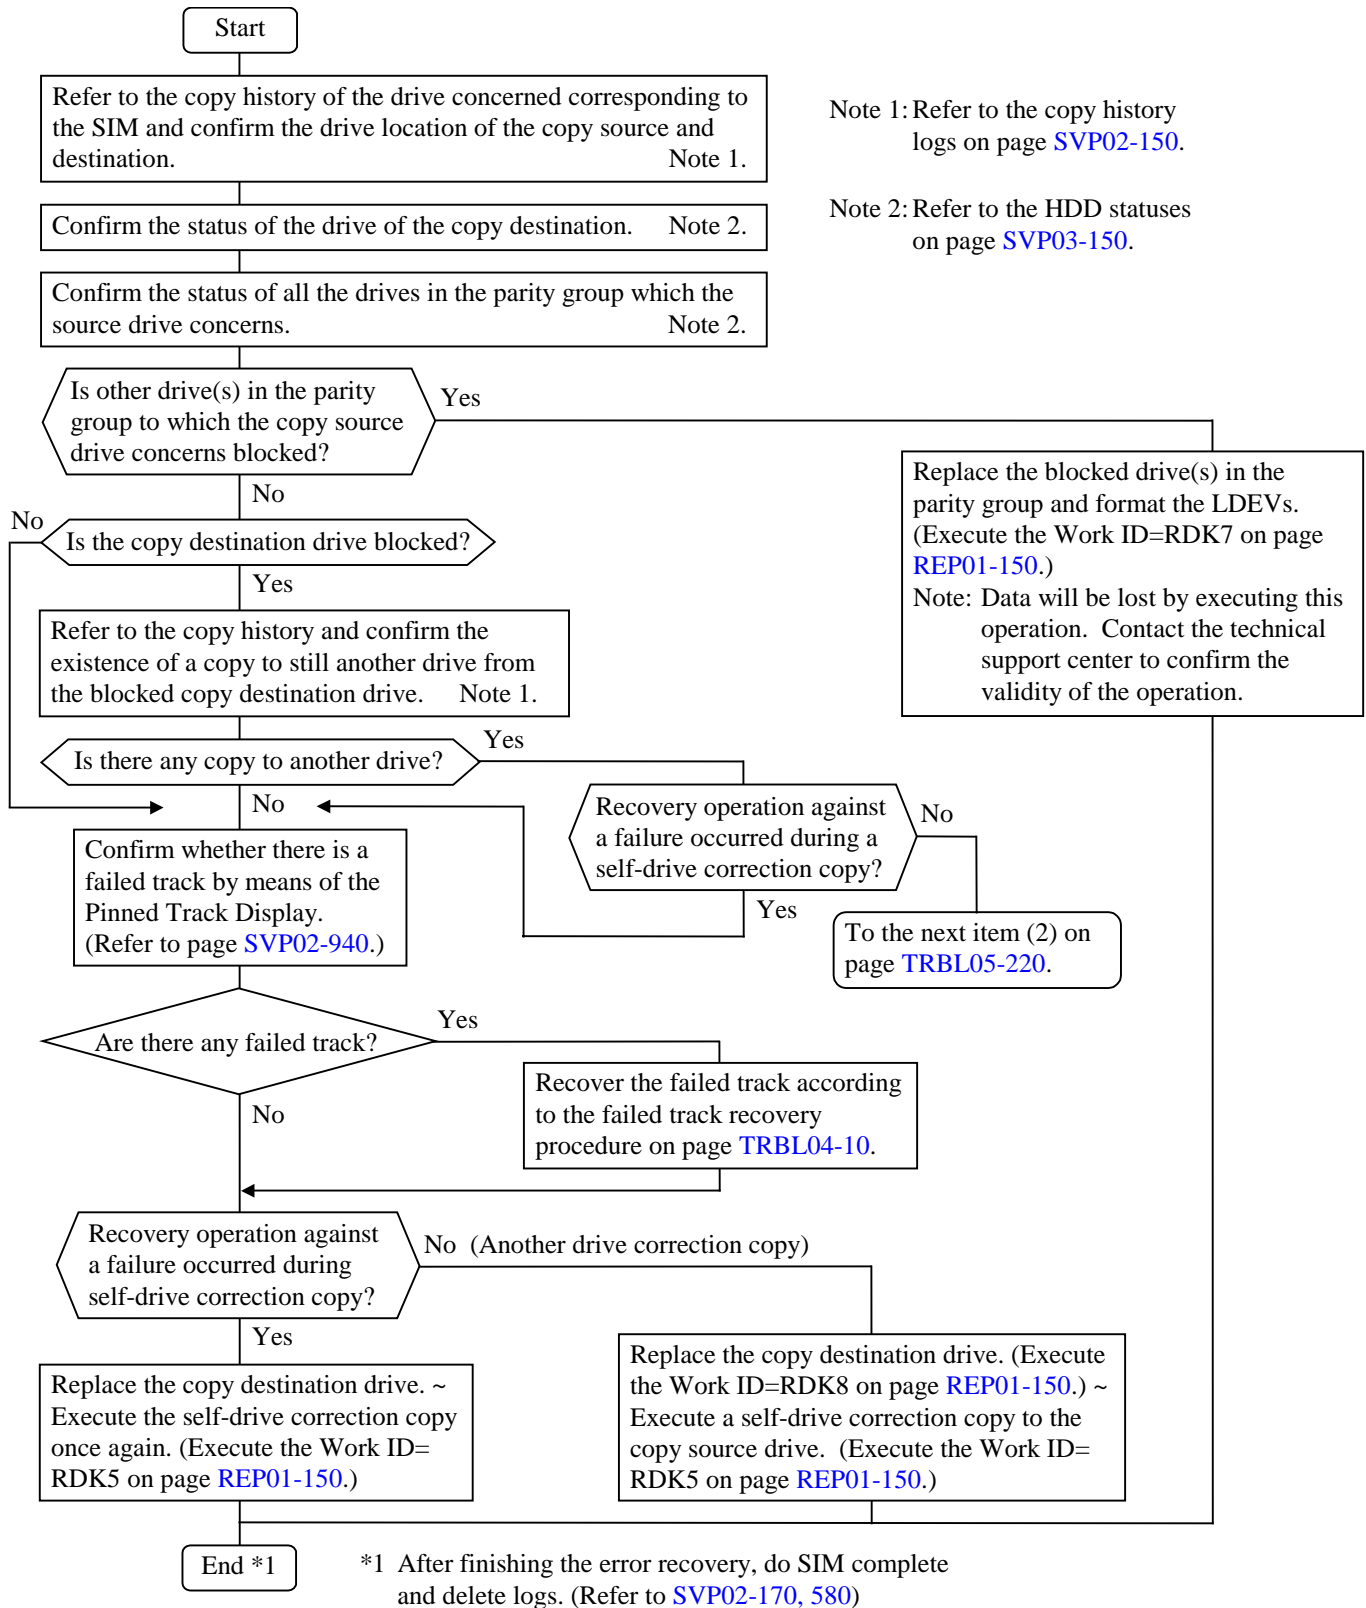 Start
Refer to the copy history of the drive concerned corresponding to
the SIM and confirm the drive location of the copy source and
destination. Note 1.
Note 1: Refer to the copy history
logs on page SVP02-150.
Confirm the status of the drive of the copy destination. Note 2.
Note 2: Refer to the HDD statuses
on page SVP03-150.
Confirm the status of all the drives in the parity group which the
source drive concerns. Note 2.
Is other drive(s) in the parity
group to which the copy source
drive concerns blocked?
Yes
No
Replace the blocked drive(s) in the
parity group and format the LDEVs.
(Execute the Work ID=RDK7 on page
REP01-150.)
Note: Data will be lost by executing this
operation. Contact the technical
support center to confirm the
validity of the operation.
No
Is the copy destination drive blocked?
Yes
Refer to the copy history and confirm the
existence of a copy to still another drive from
the blocked copy destination drive. Note 1.
Is there any copy to another drive?
Yes
No
Recovery operation against
a failure occurred during a
self-drive correction copy?
No
Yes
To the next item (2) on
page TRBL05-220.
Confirm whether there is a
failed track by means of the
Pinned Track Display.
(Refer to page SVP02-940.)
Are there any failed track?
Yes
No
Recover the failed track according
to the failed track recovery
procedure on page TRBL04-10.
Recovery operation against
a failure occurred during
self-drive correction copy?
No (Another drive correction copy)
Yes
Replace the copy destination drive. ~
Execute the self-drive correction copy
once again. (Execute the Work ID=
RDK5 on page REP01-150.)
Replace the copy destination drive. (Execute
the Work ID=RDK8 on page REP01-150.) ~
Execute a self-drive correction copy to the
copy source drive. (Execute the Work ID=
RDK5 on page REP01-150.)
End *1
*1 After finishing the error recovery, do SIM complete
and delete logs. (Refer to SVP02-170, 580)